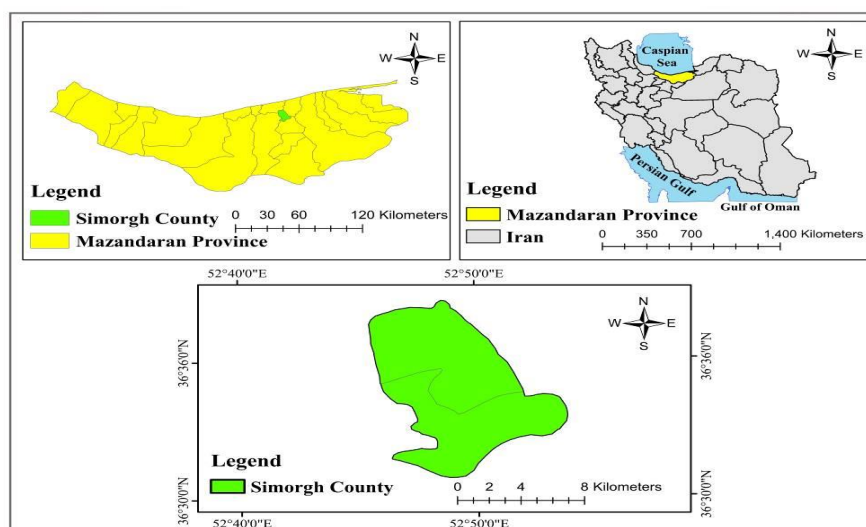 N
W E
S
Legend
Simorgh County
Mazandaran Province
0 30 60 120 Kilometers
N
W E
S
Caspian
Sea
Persian Gulf
Gulf of Oman
Legend
Mazandaran Province
Iran
0 350 700 1,400 Kilometers
52°40'0"E 52°50'0"E
N
W E
S
36°36'0"N 36°36'0"N
Legend
Simorgh County
0 2 4 8 Kilometers
36°30'0"N 36°30'0"N
52°40'0"E 52°50'0"E